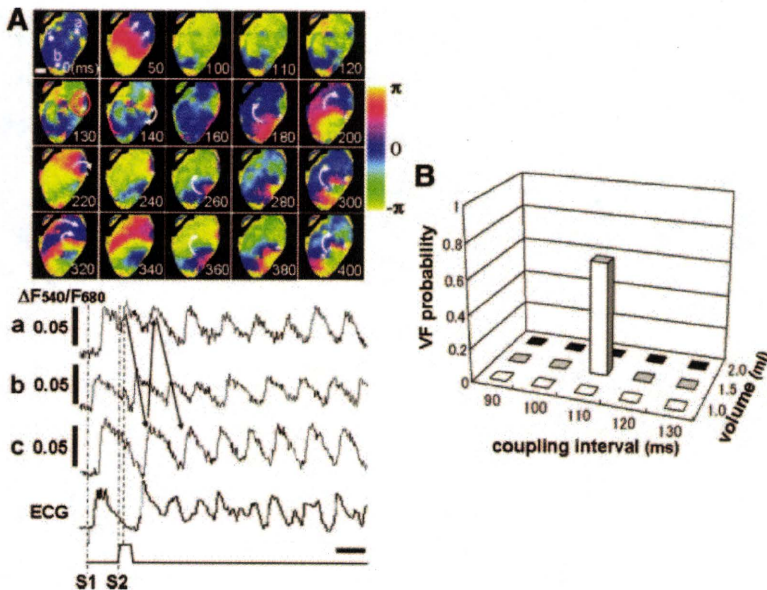 A
a
c
b
0(ms)
50
100
110
120
130
140
160
180
200
220
240
260
280
300
320
340
360
380
400
π
0
-π
ΔF540/F680
a 0.05
b 0.05
c 0.05
ECG
S1 S2
B
VF probability
1
0.8
0.6
0.4
0.2
0
90 100 110 120 130
coupling interval (ms)
2.0
1.5
1.0
volume (ml)